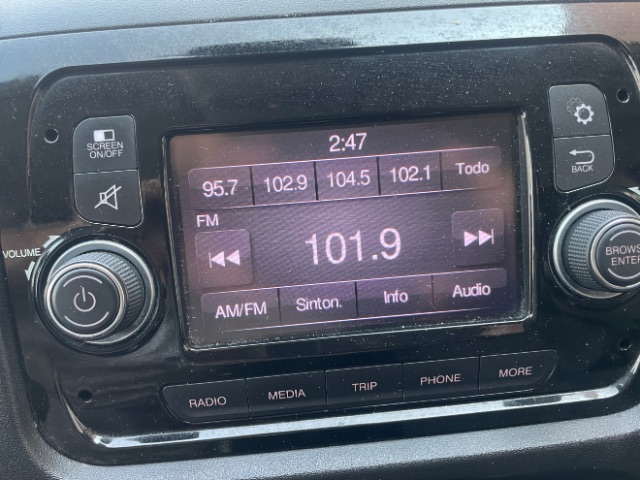 SCREEN
ON/OFF
2:47
95.7 102.9 104.5 102.1 Todo
BACK
FM
VOLUME
101.9
BROWSE
ENTER
AM/FM Sinton. Info Audio
RADIO MEDIA TRIP PHONE MORE